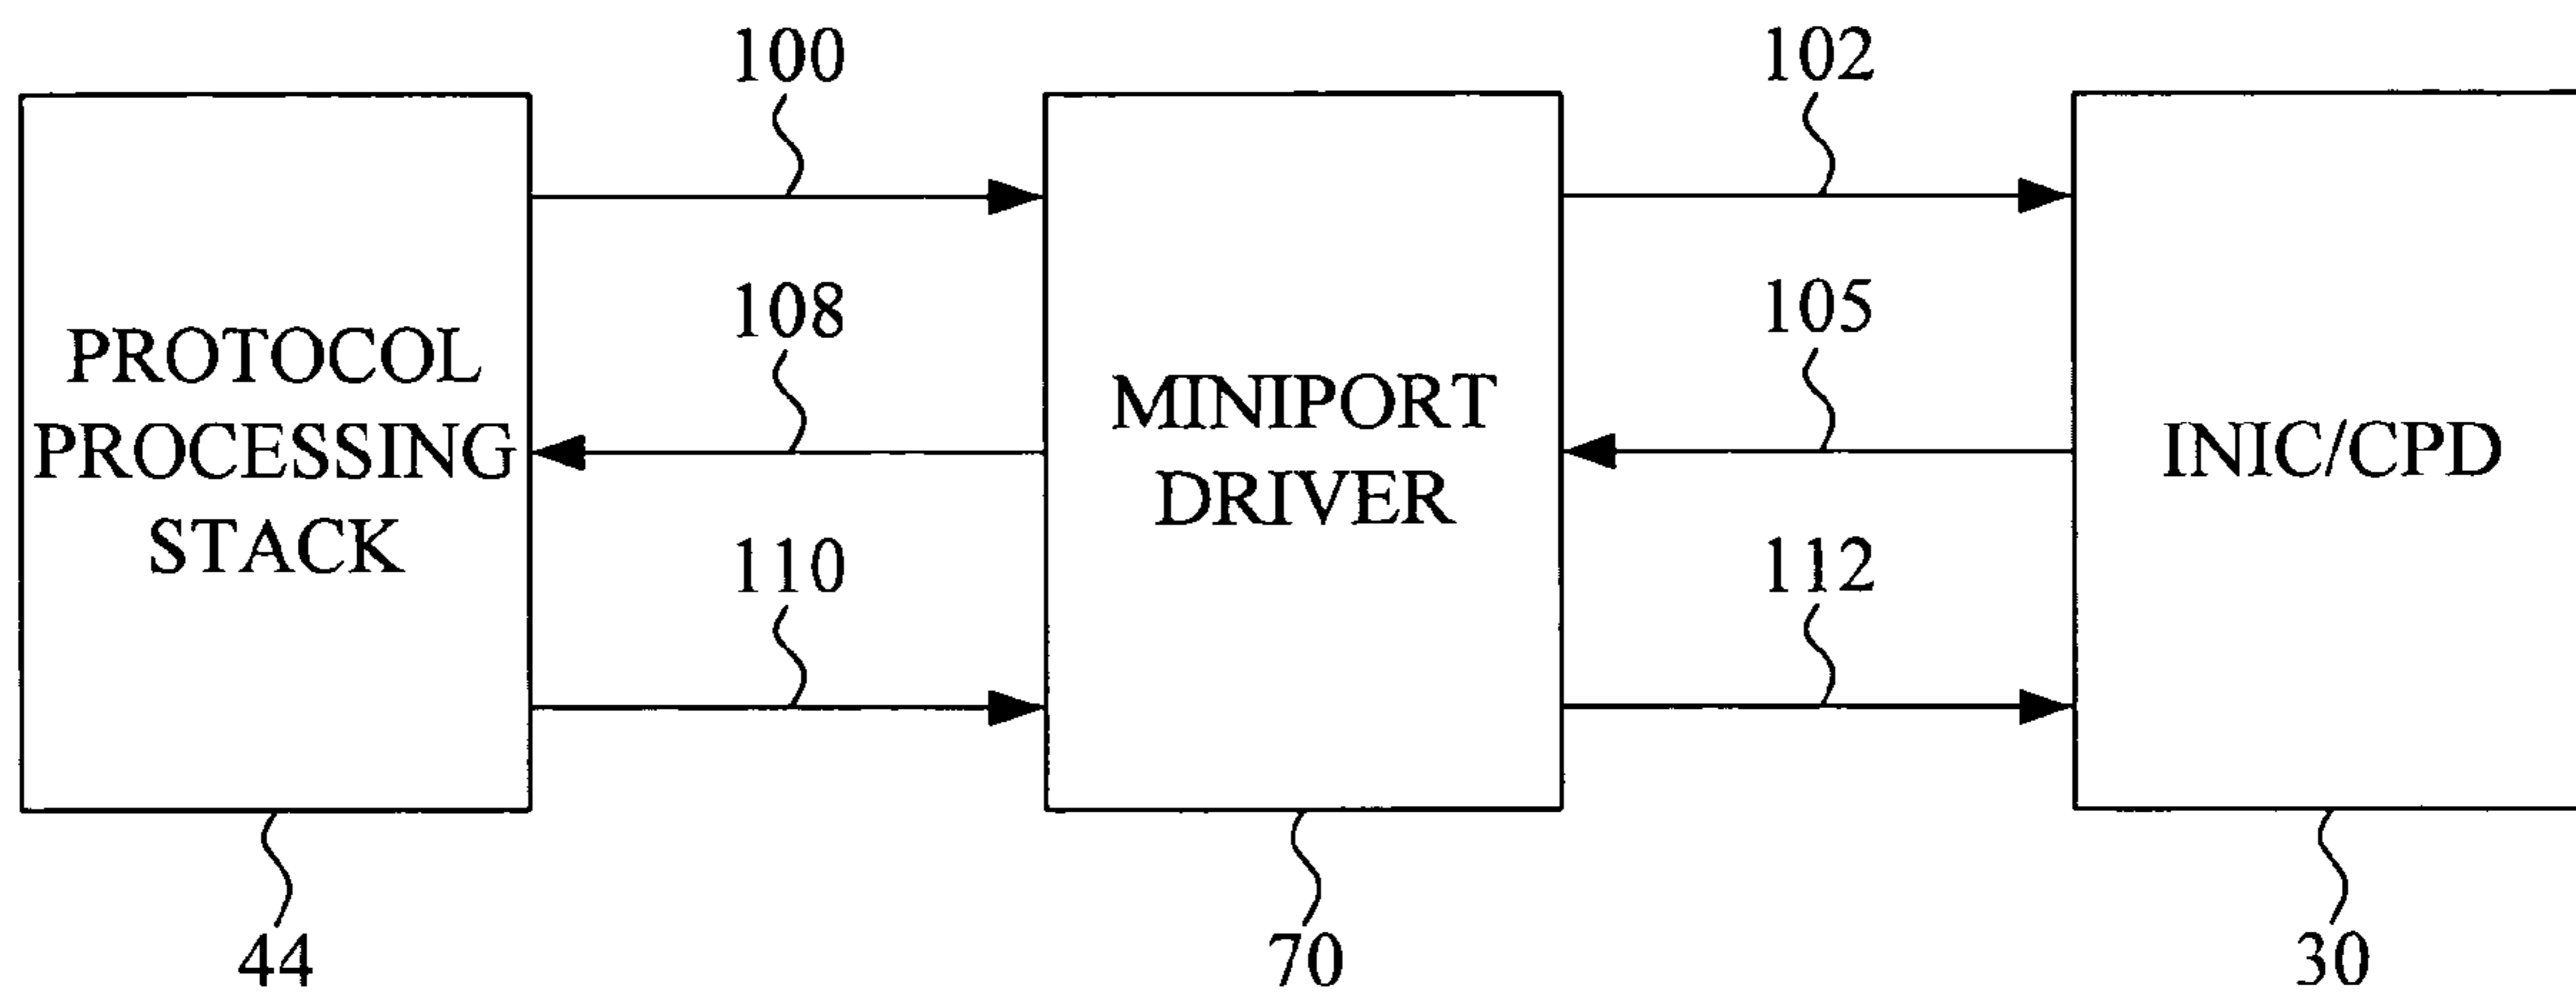 100
102
108
105
PROTOCOL
PROCESSING
STACK
MINIPORT
DRIVER
INIC/CPD
110
112
44
70
30